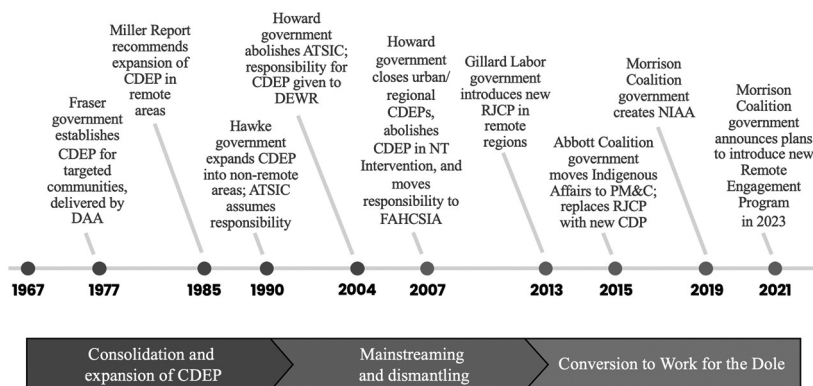 Fraser
government
establishes
CDEP for
targeted
communities,
delivered by
DAA
Miller Report
recommends
expansion of
CDEP in
remote
areas
Hawke
government
expands CDEP
into non-remote
areas; ATSIC
assumes
responsibility
Howard
government
abolishes ATSIC;
responsibility for
CDEP given to
DEWR
Howard
government
closes urban/
regional CDEPs,
abolishes
CDEP in NT
Intervention, and
moves
responsibility to
FAHCSIA
Gillard Labor
government
introduces new
RJCP in
remote
regions
Abbott Coalition
government
moves Indigenous
Affairs to PM&C;
replaces RJCP
with new CDP
Morrison
Coalition
government
creates NIAA
Morrison
Coalition
government
announces plans
to introduce new
Remote
Engagement
Program
in 2023
1967
1977
1985
1990
2004
2007
2013
2015
2019
2021
Consolidation and
expansion of CDEP
Mainstreaming
and dismantling
Conversion to Work for the Dole